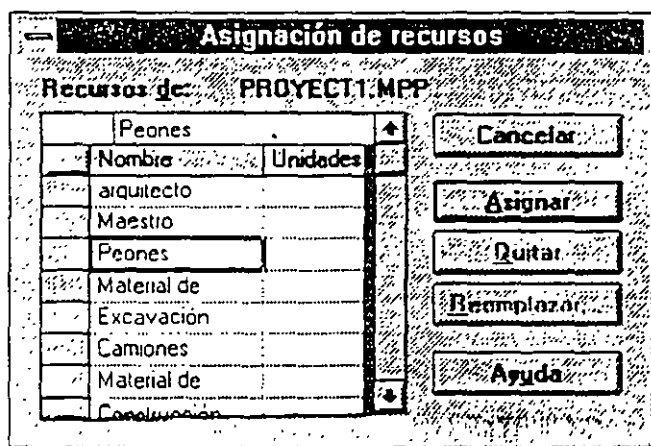 Asignación de recursos
Recursos de: PROYECT1.MPP
Peones
Cancelar
Nombre Unidades
arquitecto
Asignar
Maestro
Peones
Quitar
Material de
Reemplazar...
Excavación
Camiones
Material de
Ayuda
Construcción